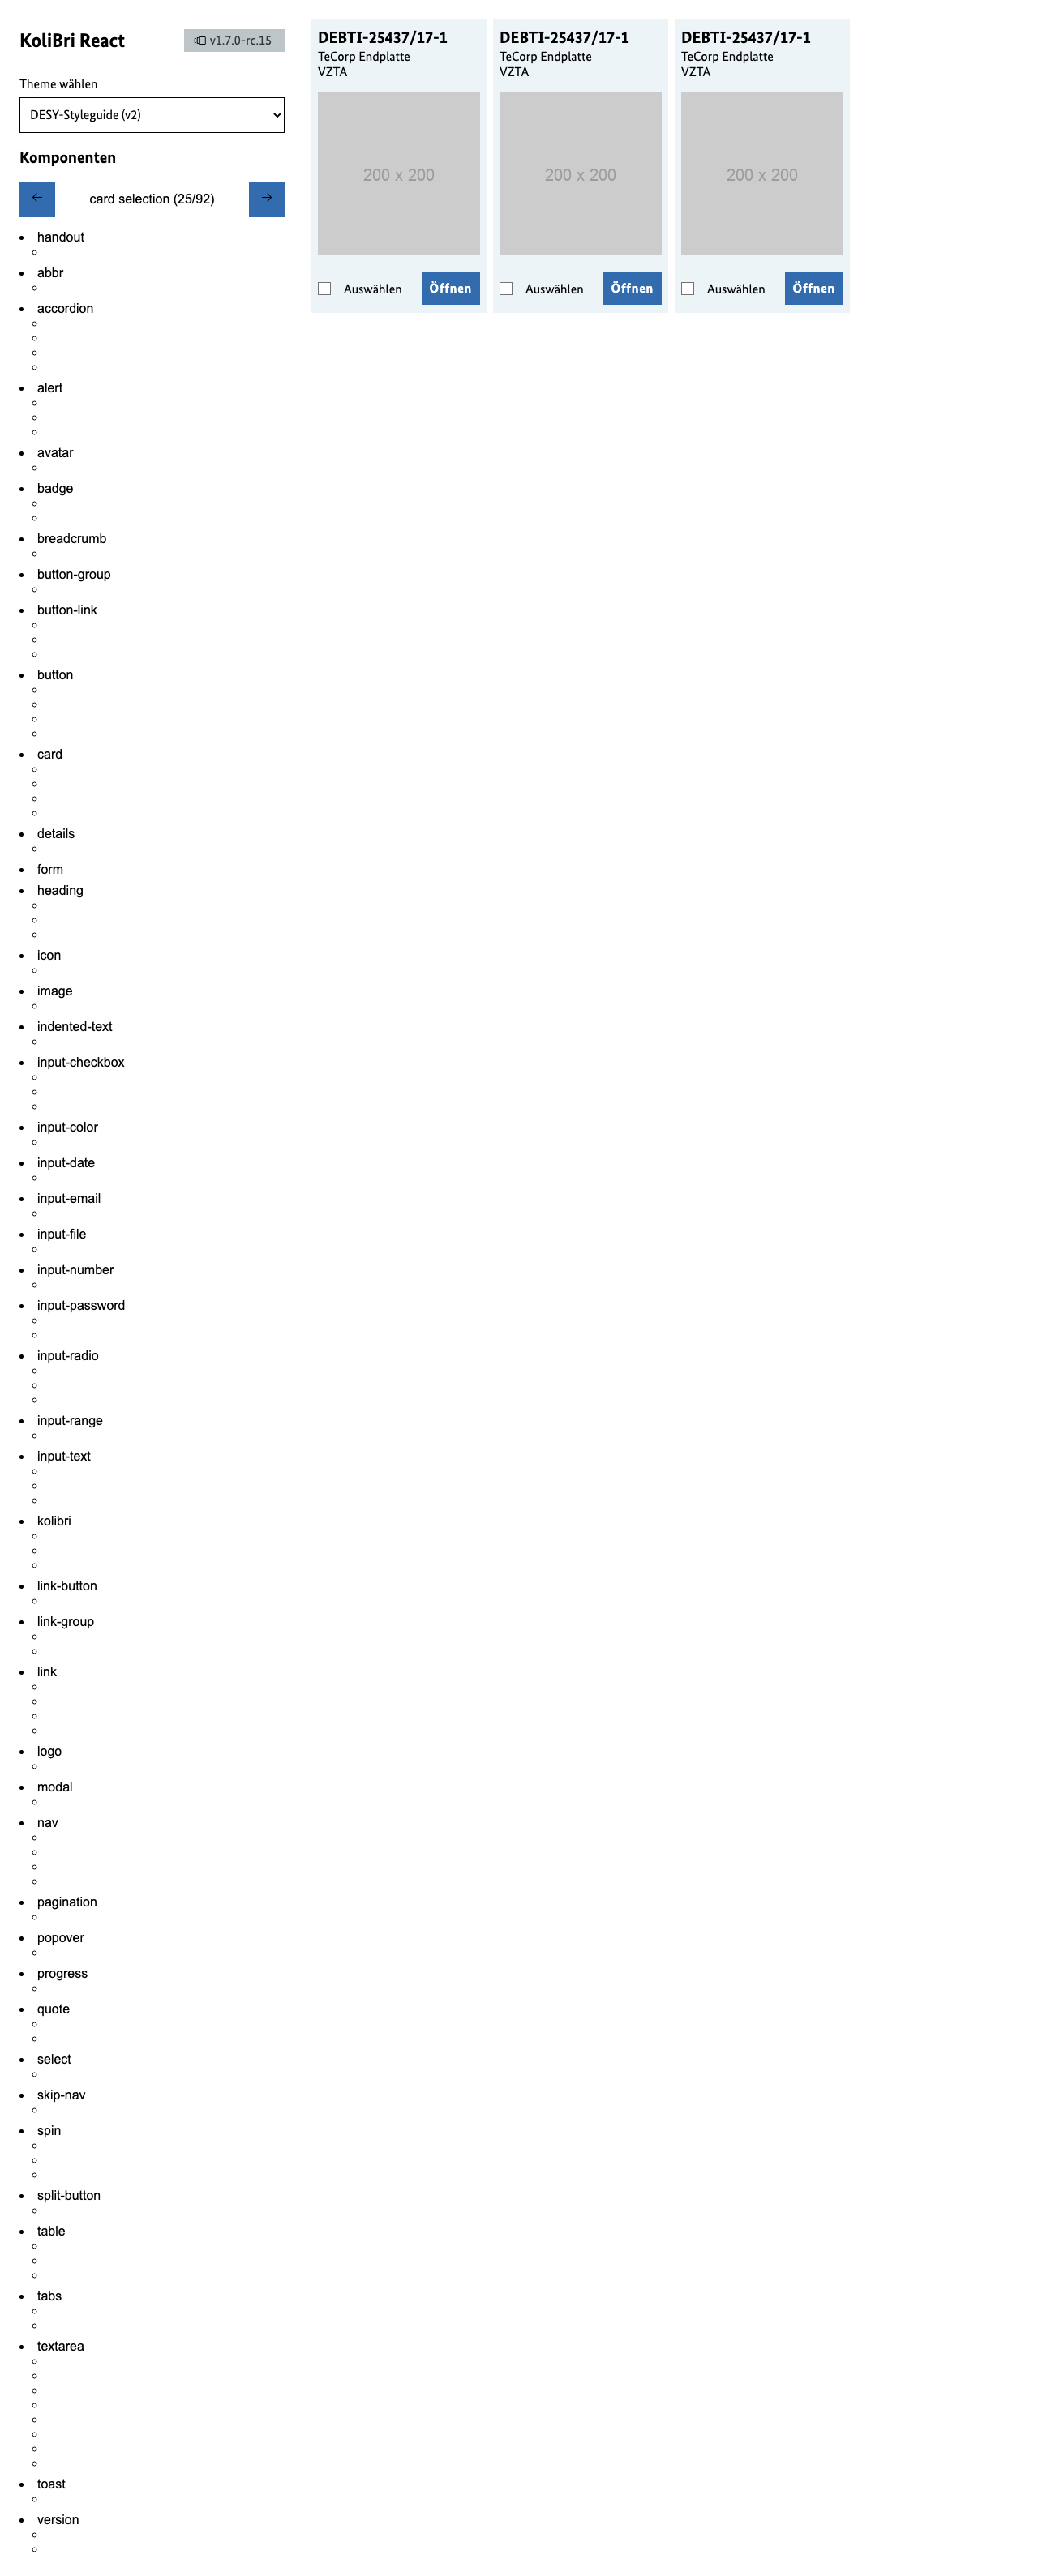 KoliBri React
v1.7.0-rc.15
Theme wählen
DESY-Styleguide (v2)
Komponenten
card selection (25/92)
handout
abbr
accordion
alert
avatar
badge
breadcrumb
button-group
button-link
button
card
details
form
heading
icon
image
indented-text
input-checkbox
input-color
input-date
input-email
input-file
input-number
input-password
input-radio
input-range
input-text
kolibri
link-button
link-group
link
logo
modal
nav
pagination
popover
progress
quote
select
skip-nav
spin
split-button
table
tabs
textarea
toast
version
DEBTI-25437/17-1
TeCorp Endplatte
VZTA
200 x 200
Auswählen
Öffnen
DEBTI-25437/17-1
TeCorp Endplatte
VZTA
200 x 200
Auswählen
Öffnen
DEBTI-25437/17-1
TeCorp Endplatte
VZTA
200 x 200
Auswählen
Öffnen